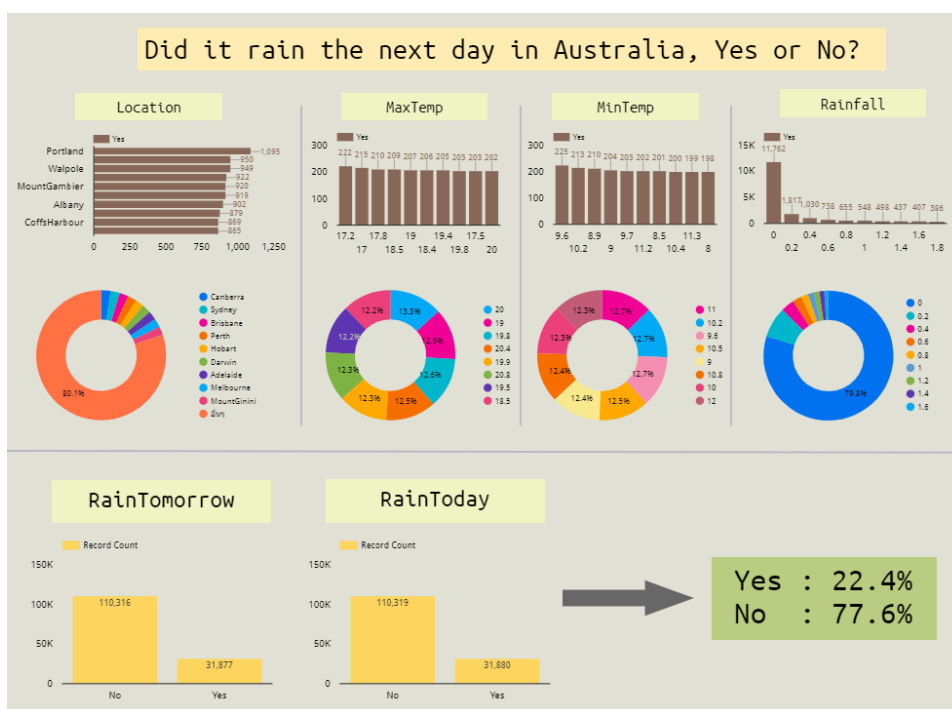 Did it rain the next day in Australia, Yes or No?
Location
Yes
Portland
Walpole
MountGambier
Albany
CoffsHarbour
1,095
950
949
922
920
919
902
879
869
865
0
250
500
750
1,000
1,250
MaxTemp
Yes
300
200
100
0
222 215 210 209 207 206 205 203 203 202
17.2 17.8 19 19.4 17.5
17 18.5 18.4 19.8 20
MinTemp
Yes
300
200
100
0
225 213 210 204 203 202 202 201 200 199 198
9.6 8.9 9.7 8.5 11.3
10.2 9 11.2 10.4 8
Rainfall
Yes
15K
10K
5K
0
11,762
1,817 1,030 738 655 548 498 437 407 386
0 0.4 0.8 1.2 1.6
0.2 0.6 1 1.4 1.8
80.1%
Canberra
Sydney
Brisbane
Perth
Hobart
Darwin
Adelaide
Melbourne
MountGinini
อื่นๆ
12.2%
12.6%
12.6%
12.5%
12.3%
12.3%
12.2%
20
19
19.8
20.4
19.9
20.8
19.5
18.5
12.3%
12.7%
12.7%
12.7%
12.5%
12.4%
12.4%
12.3%
11
10.2
9.6
10.5
9
10.8
10
12
79.8%
0
0.2
0.4
0.6
0.8
1
1.2
1.4
1.6
RainTomorrow
Record Count
150K
100K
50K
0
110,316
31,877
No
Yes
RainToday
Record Count
150K
100K
50K
0
110,319
31,880
No
Yes
Yes : 22.4%
No : 77.6%